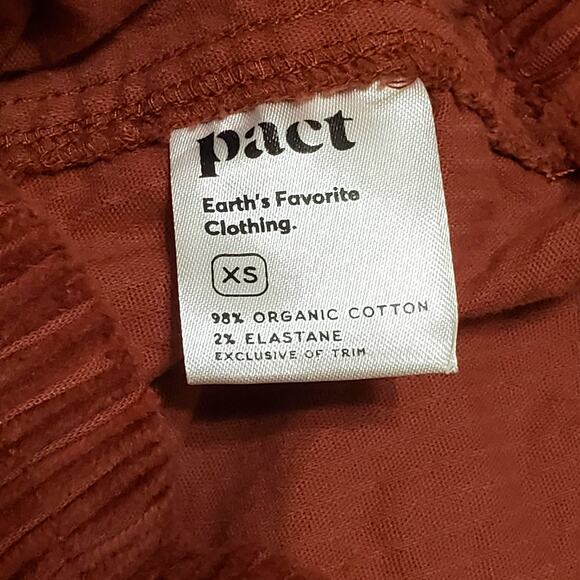 pact
Earth's Favorite
Clothing.
XS
98% ORGANIC COTTON
2% ELASTANE
EXCLUSIVE OF TRIM